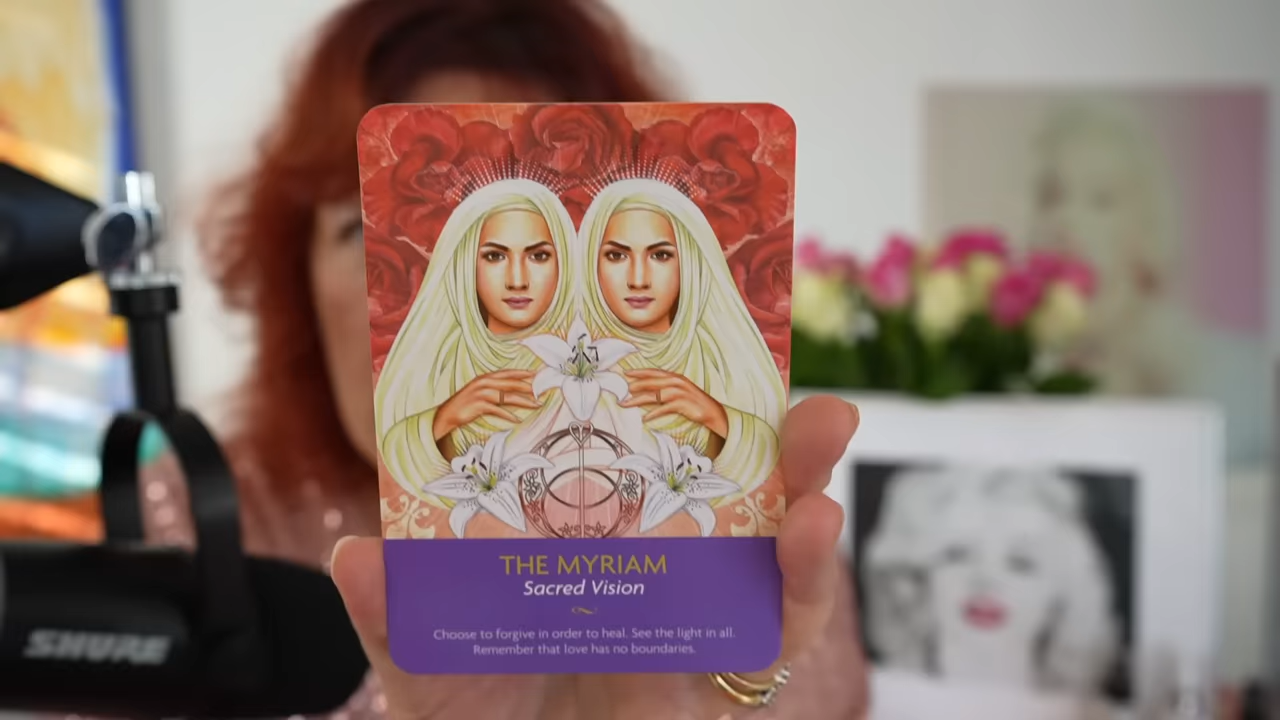 THE MYRIAM
Sacred Vision
Choose to forgive in order to heal. See the light in all.
Remember that love has no boundaries.
SHURE